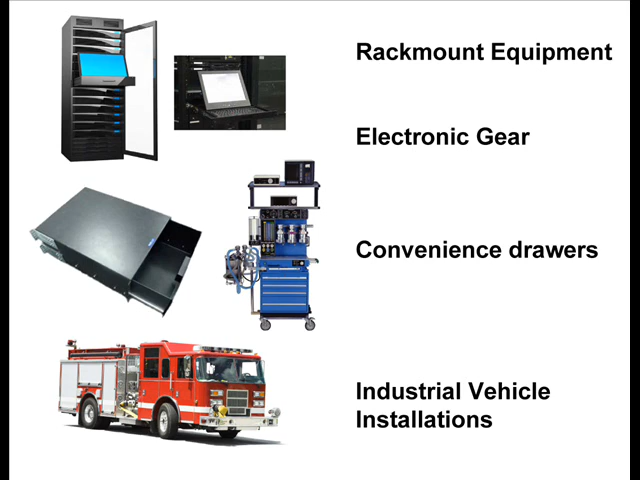 Rackmount Equipment
Electronic Gear
Convenience drawers
Industrial Vehicle
Installations